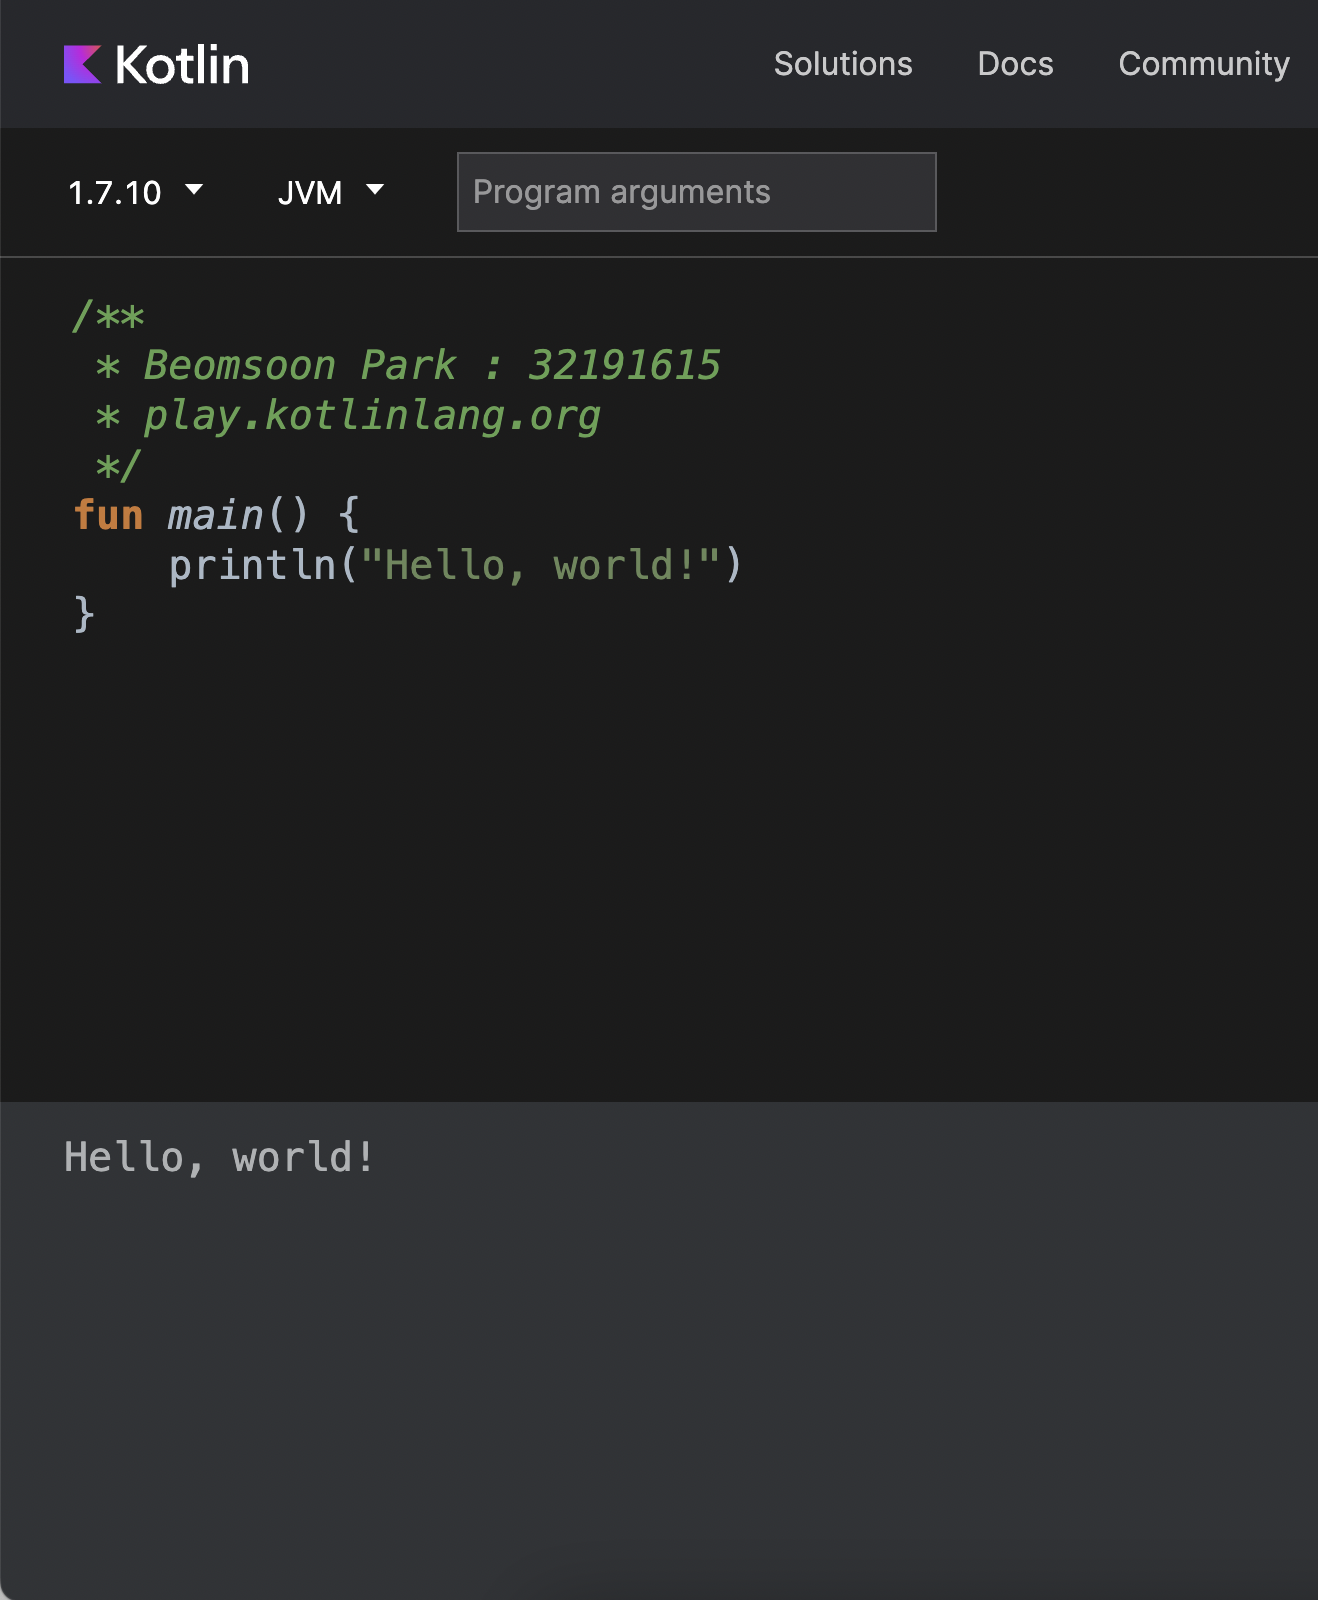 Kotlin Solutions Docs Community
1.7.10 JVM Program arguments
/**
 * Beomsoon Park : 32191615
 * play.kotlinlang.org
 */
fun main() {
    println("Hello, world!")
}
Hello, world!